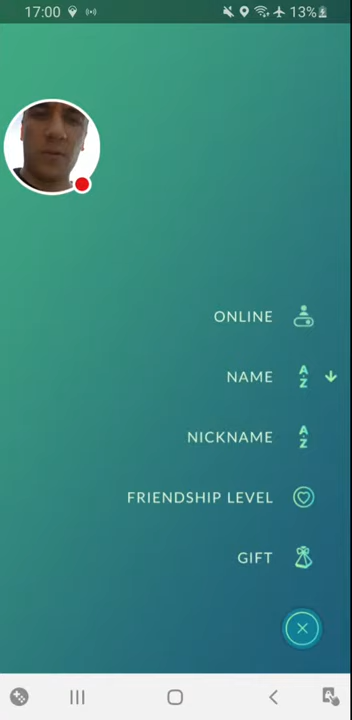 17:00 13%
ONLINE
NAME A Z
NICKNAME A Z
FRIENDSHIP LEVEL
GIFT